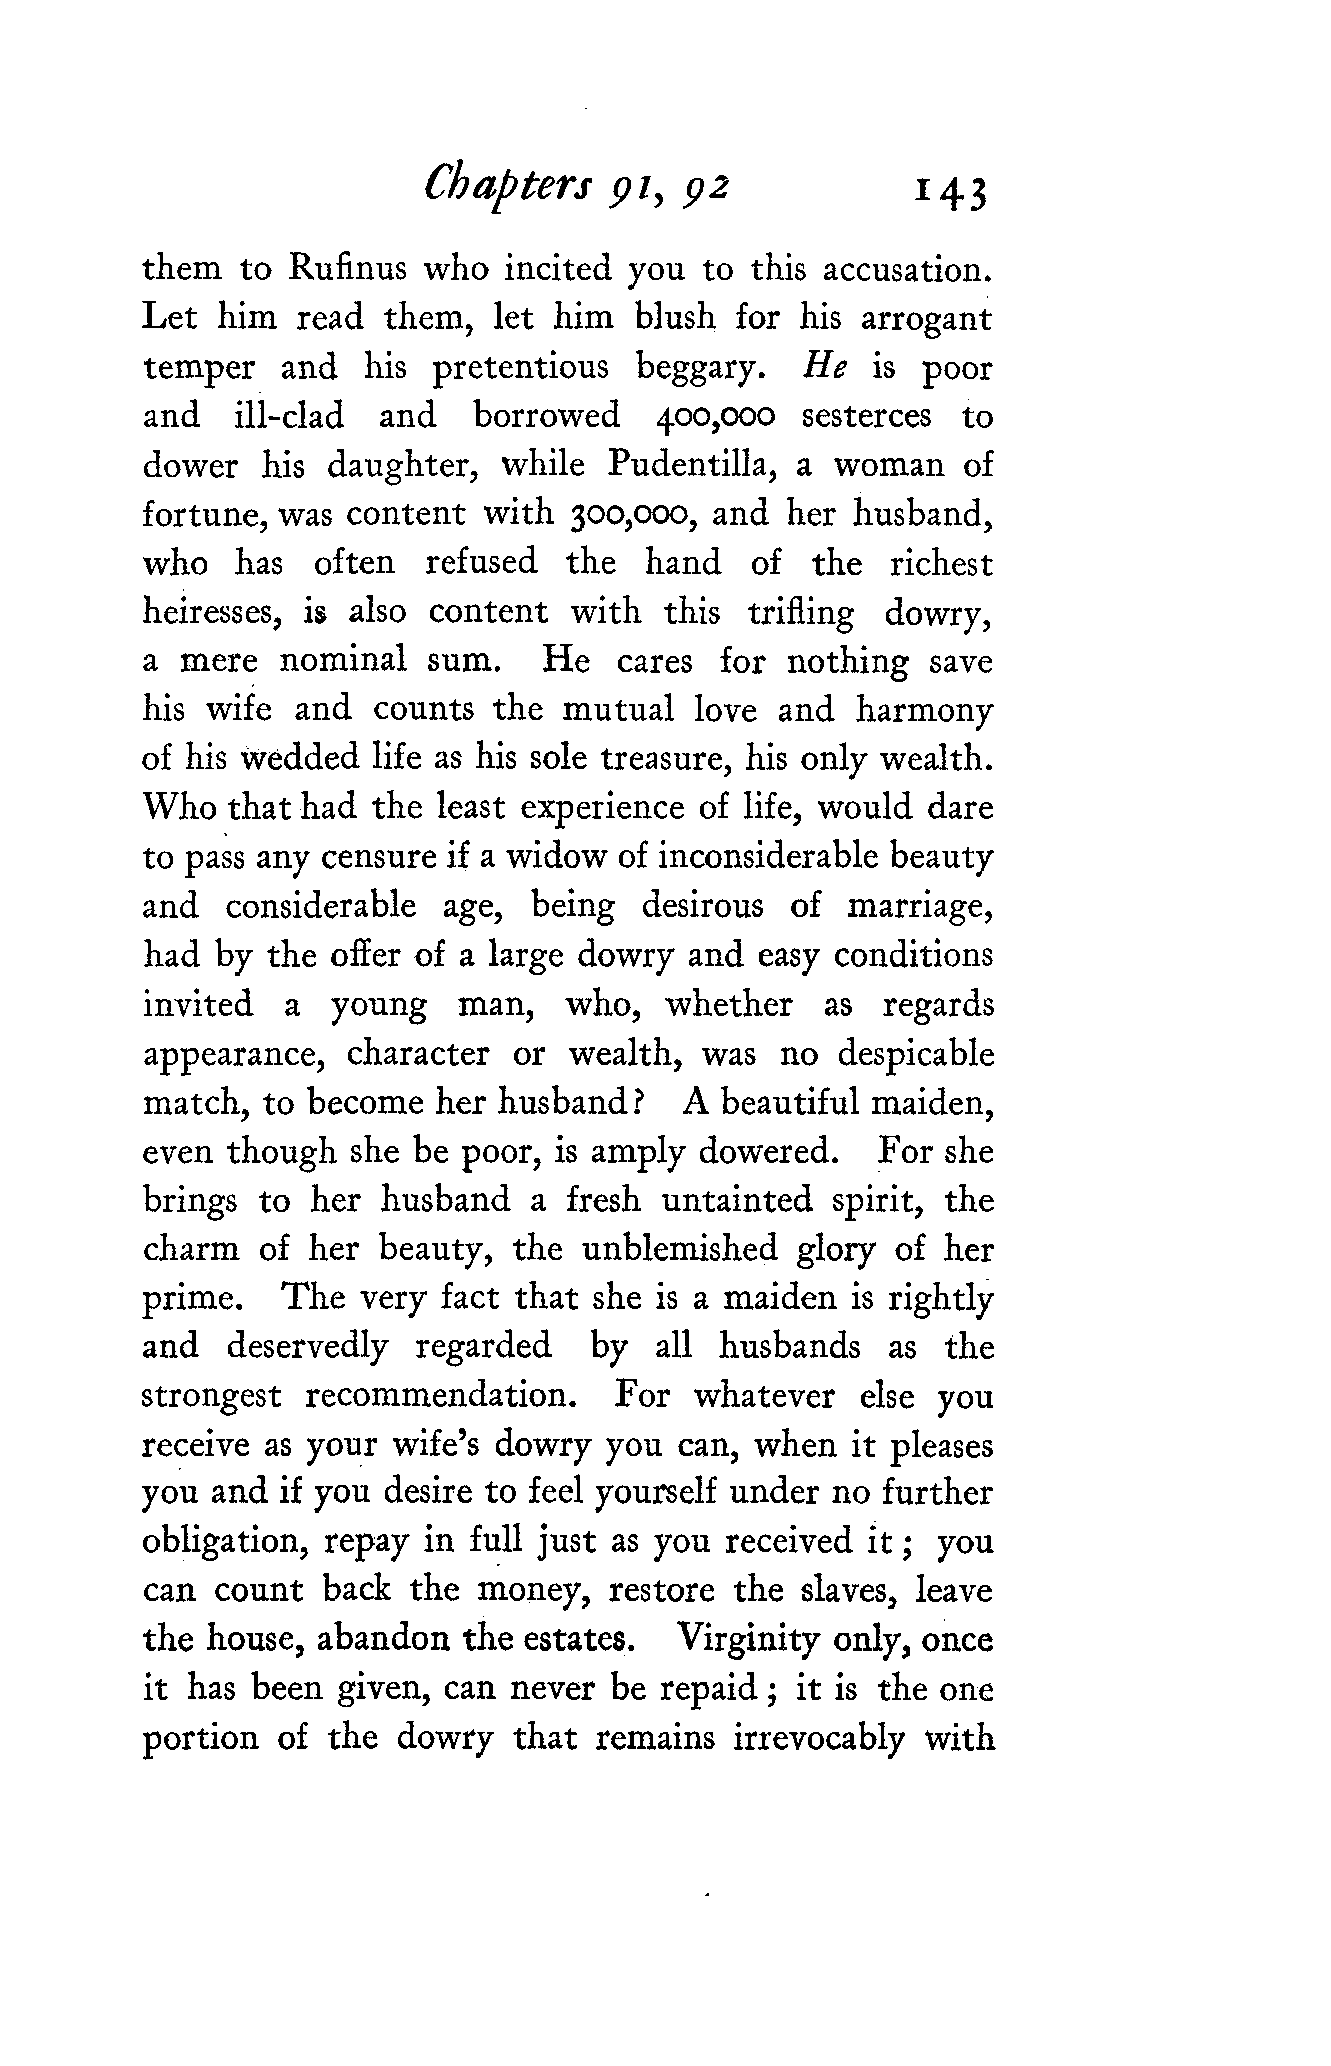 Chapters 91, 92 143
them to Rufinus who incited you to this accusation.
Let him read them, let him blush for his arrogant
temper and his pretentious beggary. He is poor
and ill-clad and borrowed 400,000 sesterces to
dower his daughter, while Pudentilla, a woman of
fortune, was content with 300,000, and her husband,
who has often refused the hand of the richest
heiresses, is also content with this trifling dowry,
a mere nominal sum. He cares for nothing save
his wife and counts the mutual love and harmony
of his wedded life as his sole treasure, his only wealth.
Who that had the least experience of life, would dare
to pass any censure if a widow of inconsiderable beauty
and considerable age, being desirous of marriage,
had by the offer of a large dowry and easy conditions
invited a young man, who, whether as regards
appearance, character or wealth, was no despicable
match, to become her husband? A beautiful maiden,
even though she be poor, is amply dowered. For she
brings to her husband a fresh untainted spirit, the
charm of her beauty, the unblemished glory of her
prime. The very fact that she is a maiden is rightly
and deservedly regarded by all husbands as the
strongest recommendation. For whatever else you
receive as your wife's dowry you can, when it pleases
you and if you desire to feel yourself under no further
obligation, repay in full just as you received it; you
can count back the money, restore the slaves, leave
the house, abandon the estates. Virginity only, once
it has been given, can never be repaid; it is the one
portion of the dowry that remains irrevocably with